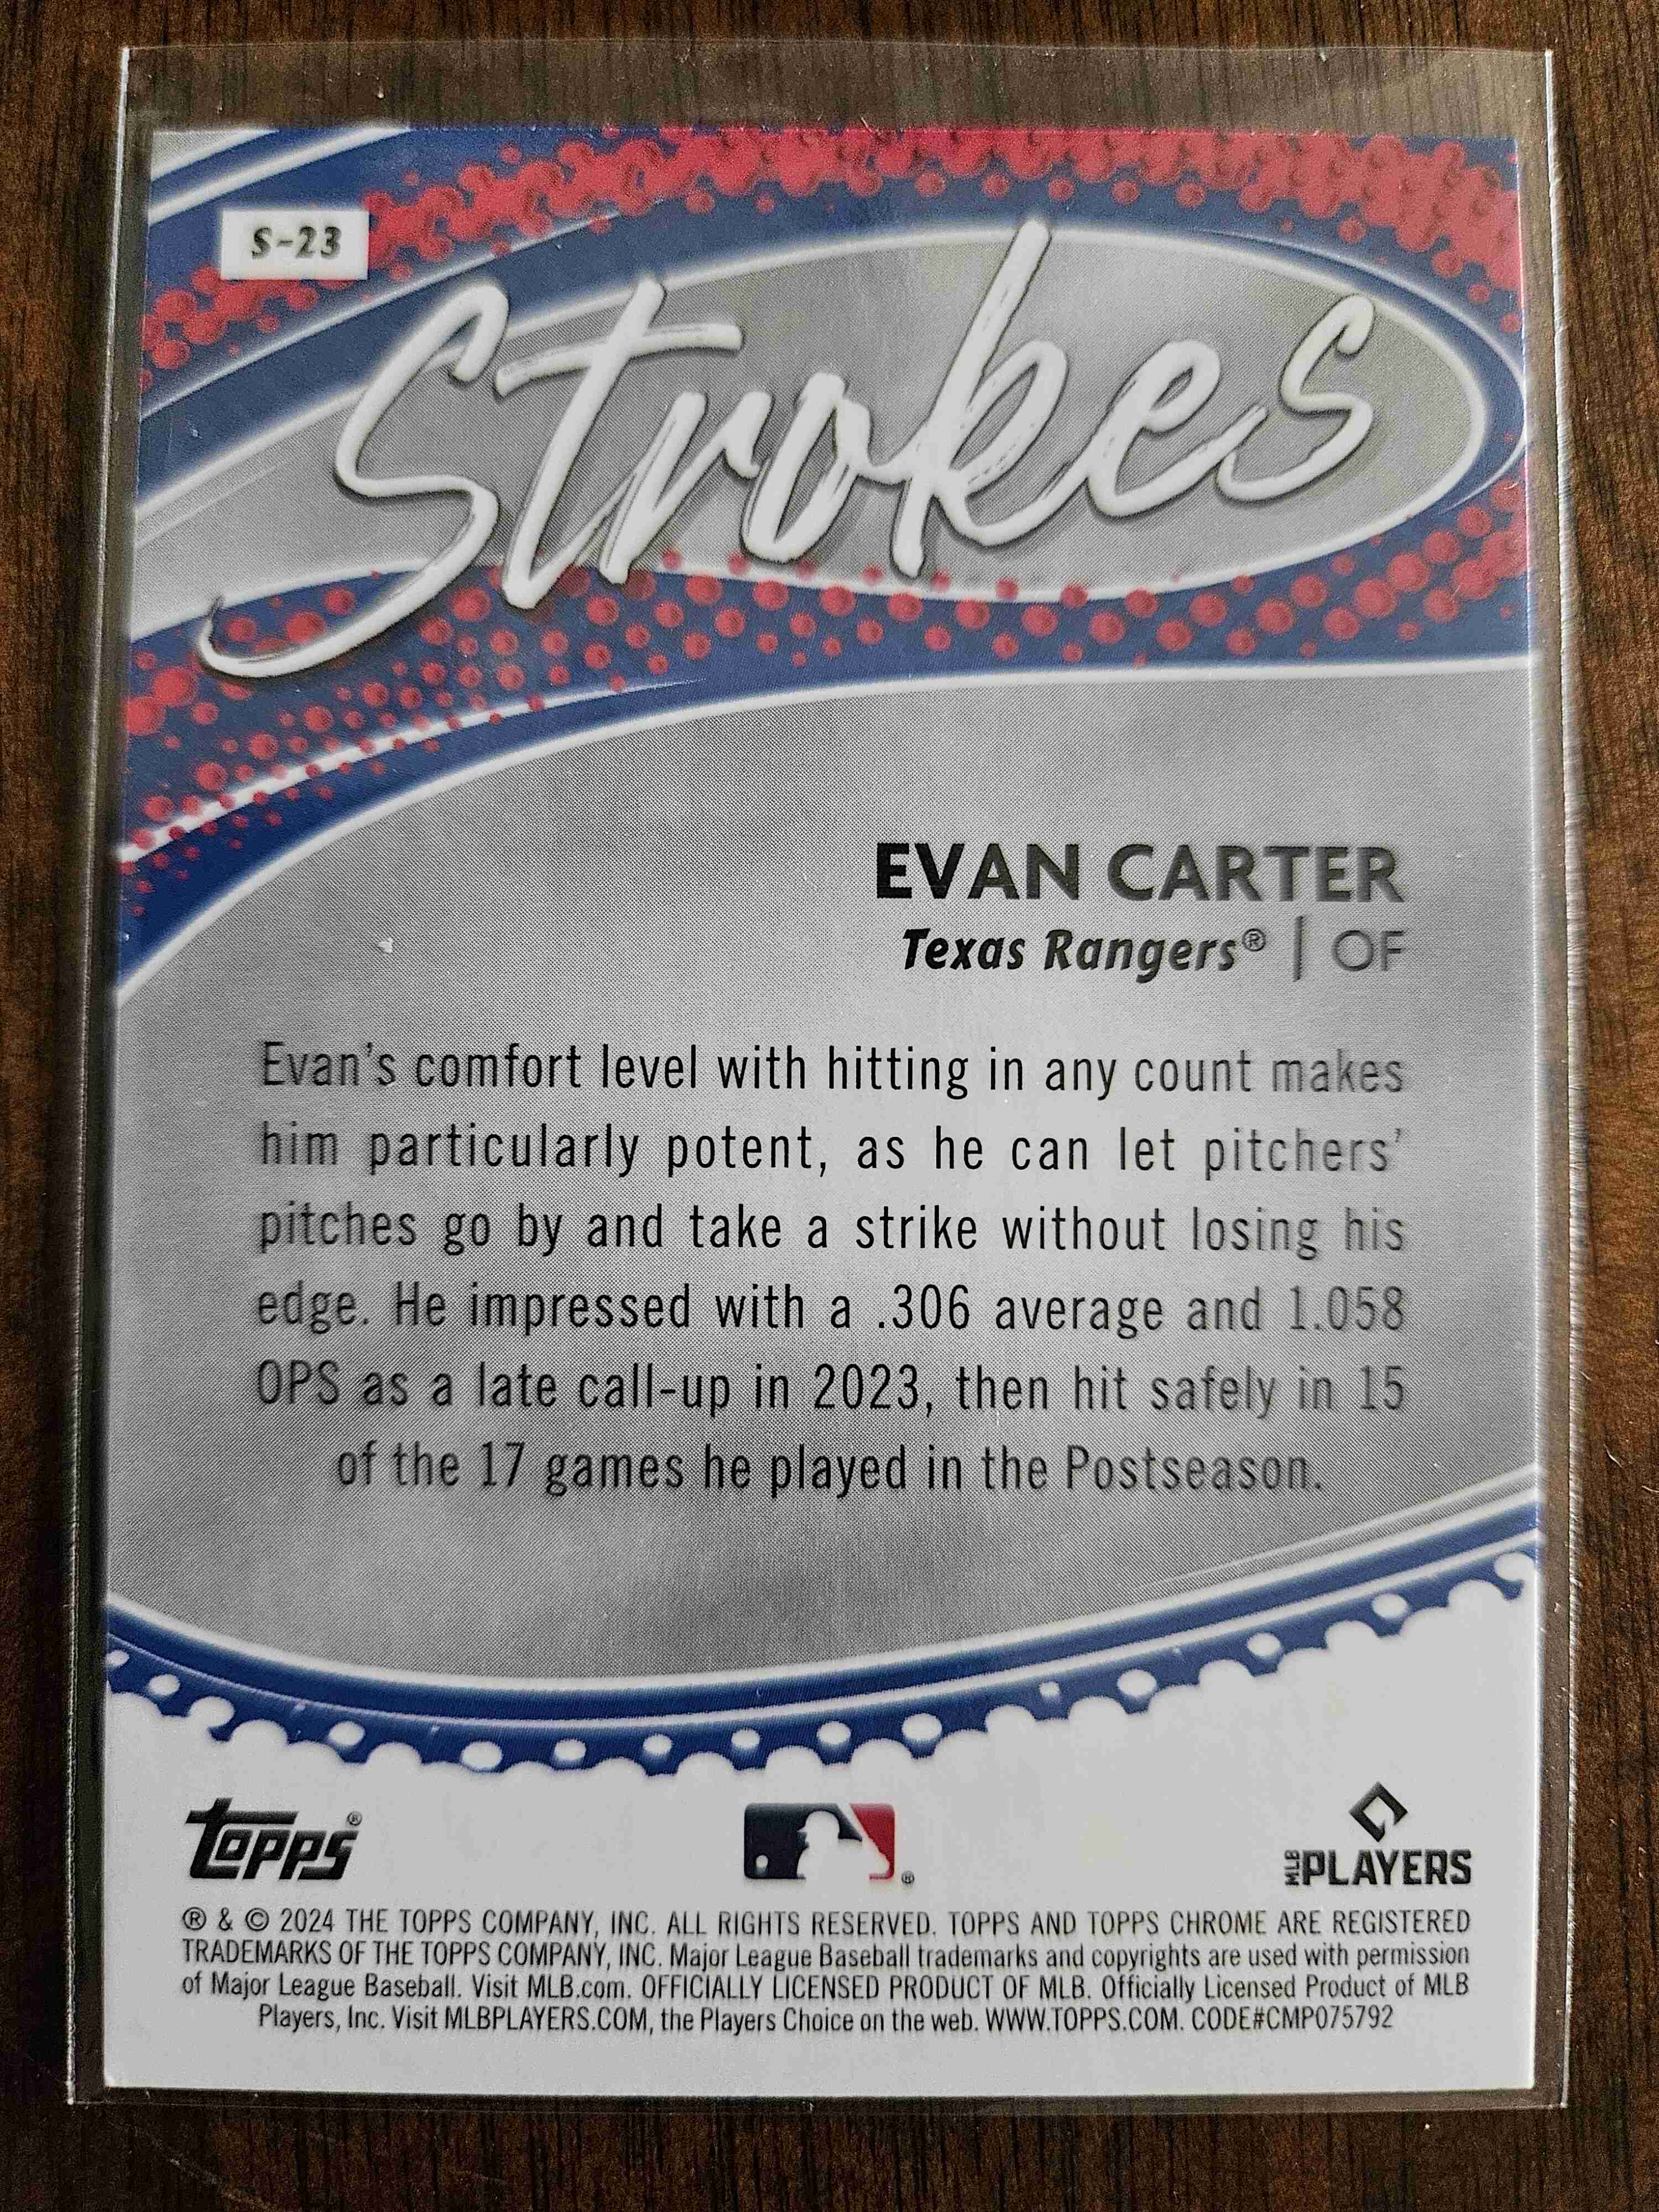 S-23
Strokes
EVAN CARTER
Texas Rangers® | OF
Evan's comfort level with hitting in any count makes
him particularly potent, as he can let pitchers'
pitches go by and take a strike without losing his
edge. He impressed with a .306 average and 1.058
OPS as a late call-up in 2023, then hit safely in 15
of the 17 games he played in the Postseason.
topps® ® MLB PLAYERS
® & © 2024 THE TOPPS COMPANY, INC. ALL RIGHTS RESERVED. TOPPS AND TOPPS CHROME ARE REGISTERED
TRADEMARKS OF THE TOPPS COMPANY, INC. Major League Baseball trademarks and copyrights are used with permission
of Major League Baseball. Visit MLB.com. OFFICIALLY LICENSED PRODUCT OF MLB. Officially Licensed Product of MLB
Players, Inc. Visit MLBPLAYERS.COM, the Players Choice on the web. WWW.TOPPS.COM. CODE#CMP075792